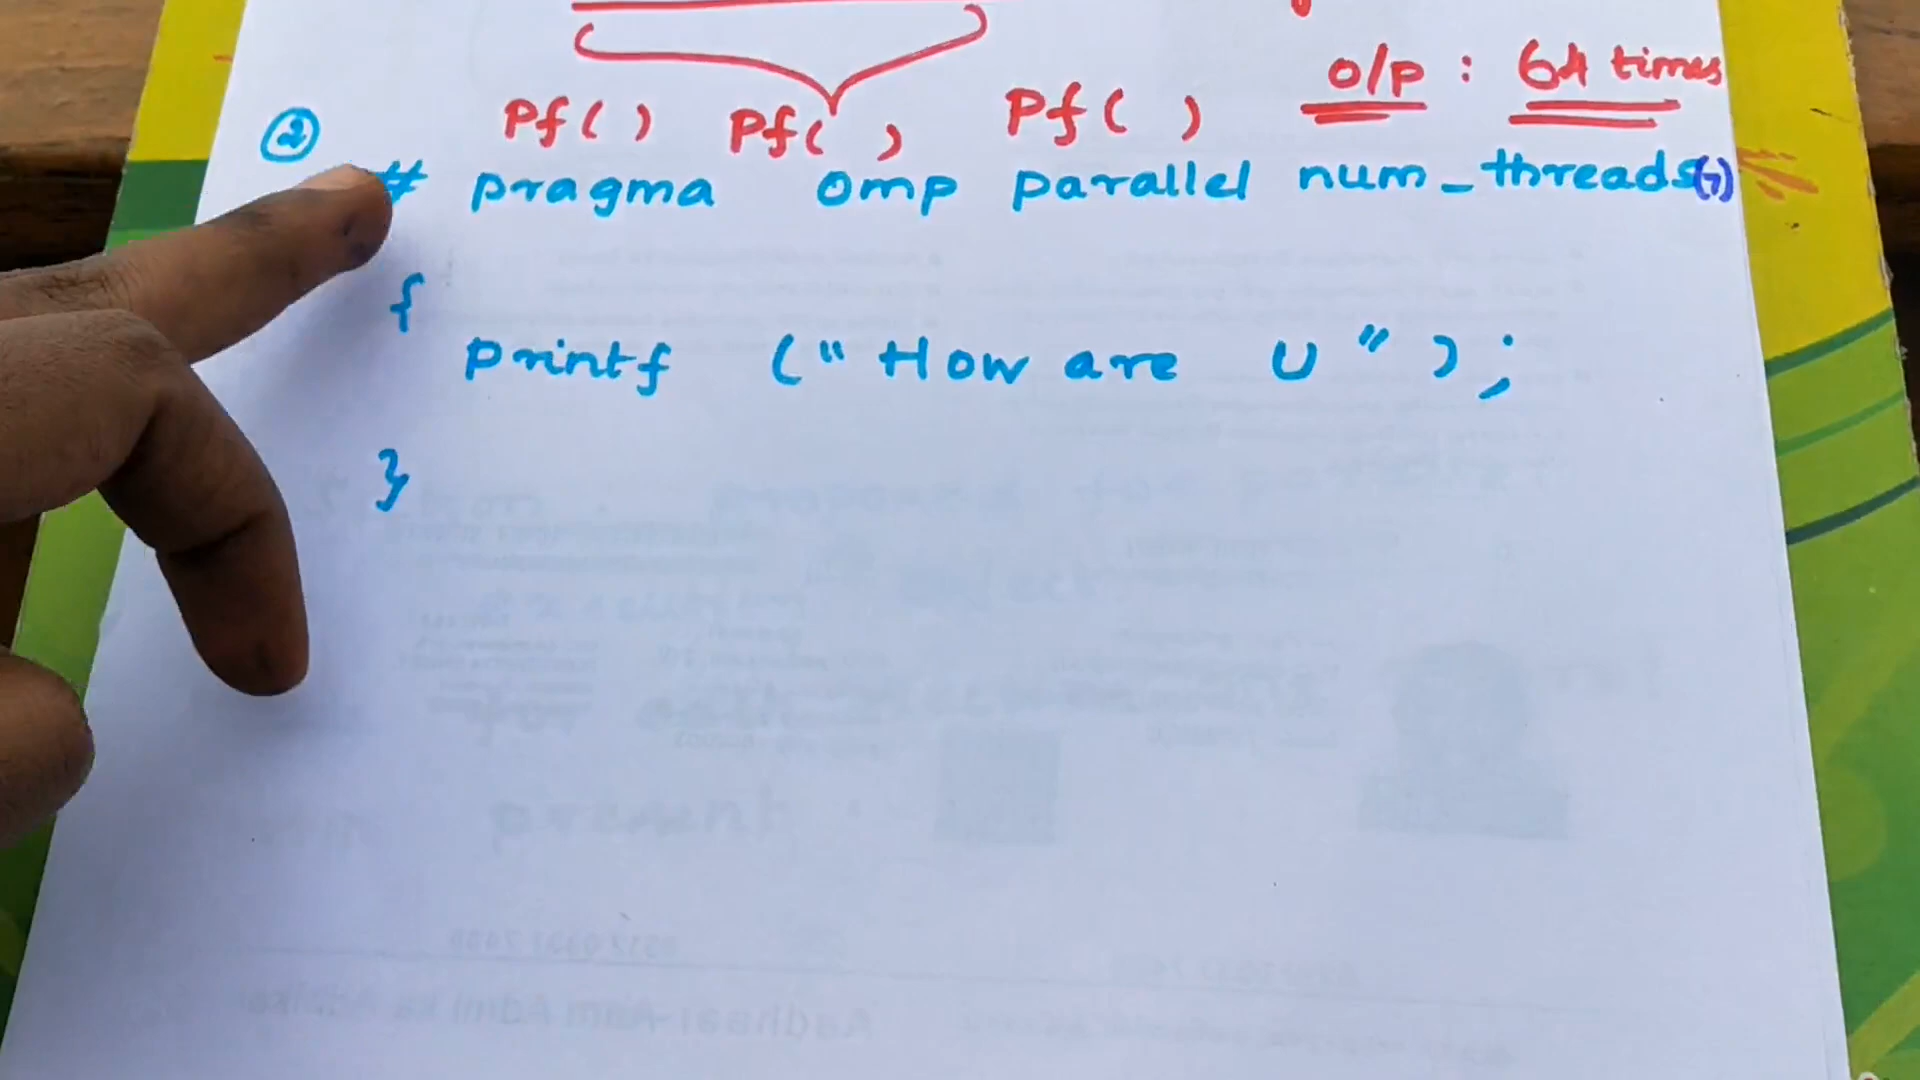 Pf( ) Pf( ) Pf( ) o/p : 64 times
②
# pragma omp parallel num_threads(7)
{
printf ("How are U");
}